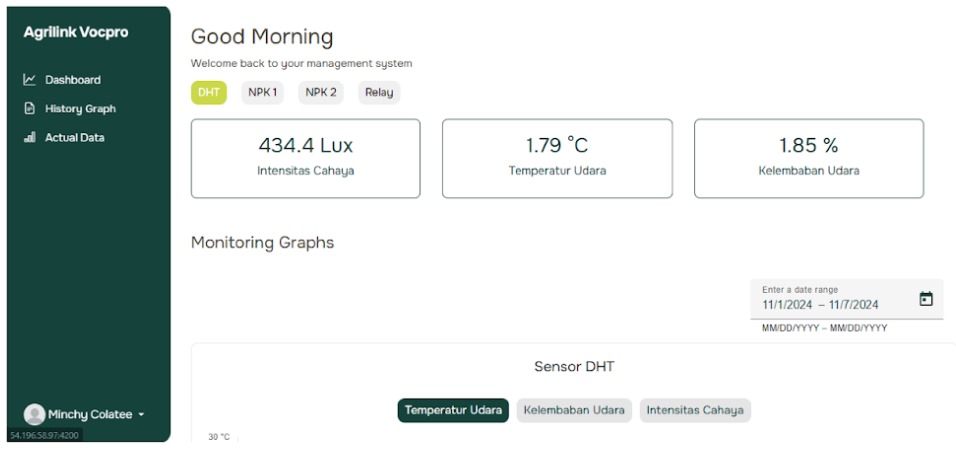 Agrilink Vocpro
Dashboard
History Graph
Actual Data
Minchy Colatee
54.196.58.97:4200
Good Morning
Welcome back to your management system
DHT NPK 1 NPK 2 Relay
434.4 Lux
Intensitas Cahaya
1.79 °C
Temperatur Udara
1.85 %
Kelembaban Udara
Monitoring Graphs
Enter a date range
11/1/2024 – 11/7/2024
MM/DD/YYYY – MM/DD/YYYY
Sensor DHT
Temperatur Udara Kelembaban Udara Intensitas Cahaya
30 °C